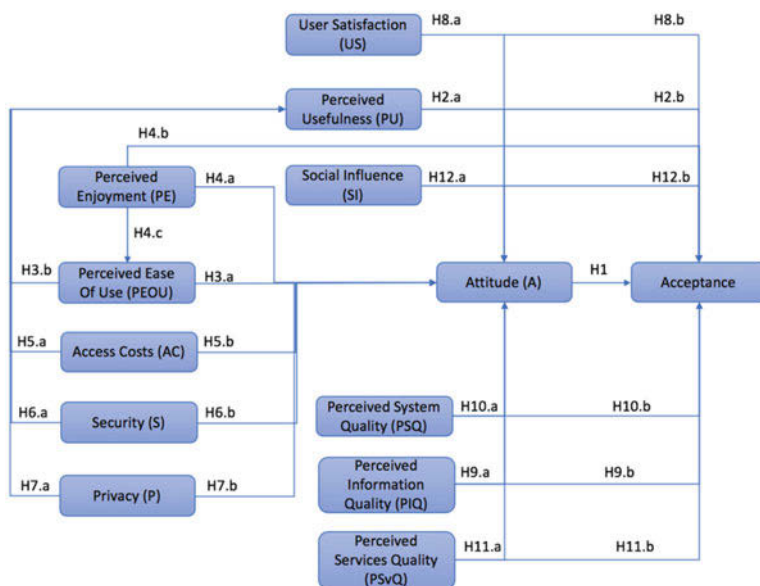 User Satisfaction
(US)
H8.a
H8.b
Perceived
Usefulness (PU)
H2.a
H2.b
H4.b
Perceived
Enjoyment (PE)
H4.a
Social Influence
(SI)
H12.a
H12.b
H4.c
H3.b
Perceived Ease
Of Use (PEOU)
H3.a
Attitude (A)
H1
Acceptance
H5.a
Access Costs (AC)
H5.b
H6.a
Security (S)
H6.b
Perceived System
Quality (PSQ)
H10.a
H10.b
H7.a
Privacy (P)
H7.b
Perceived
Information
Quality (PIQ)
H9.a
H9.b
Perceived
Services Quality
(PSvQ)
H11.a
H11.b